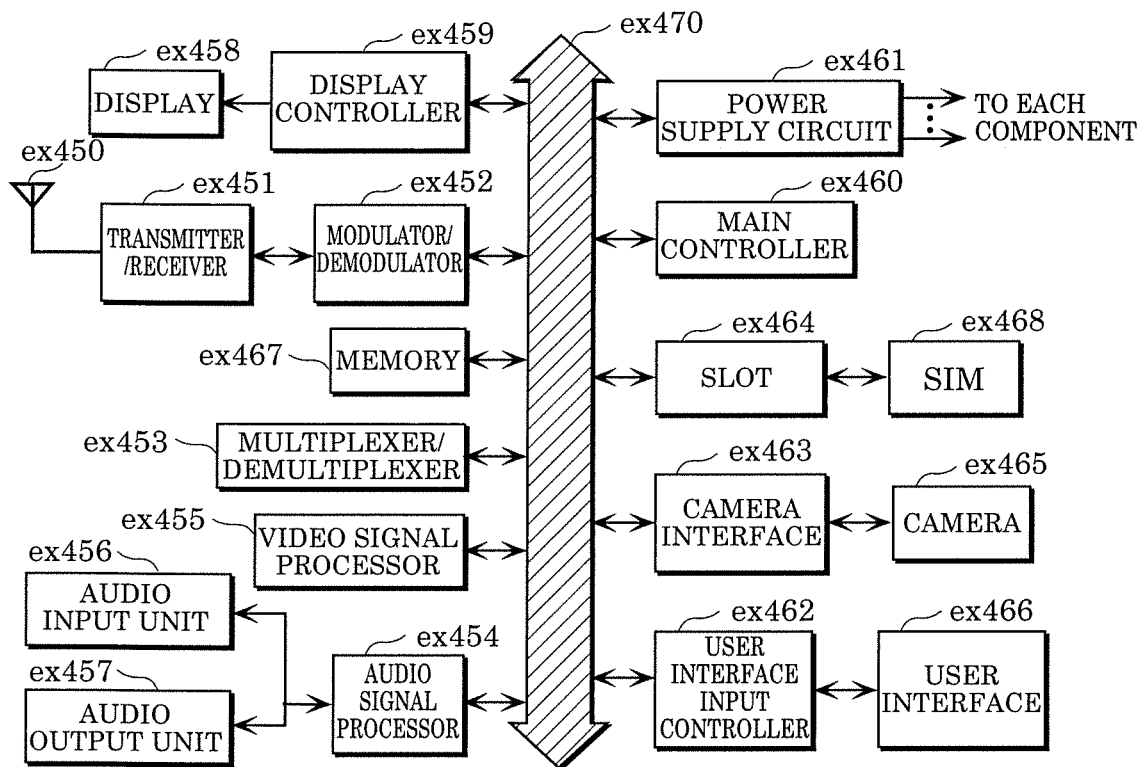 ex470
ex458
ex459
DISPLAY
DISPLAY
CONTROLLER
ex461
POWER
SUPPLY CIRCUIT
TO EACH
COMPONENT
ex450
ex451
TRANSMITTER
/RECEIVER
ex452
MODULATOR/
DEMODULATOR
ex460
MAIN
CONTROLLER
ex467
MEMORY
ex464
SLOT
ex468
SIM
ex453
MULTIPLEXER/
DEMULTIPLEXER
ex463
CAMERA
INTERFACE
ex465
CAMERA
ex455
VIDEO SIGNAL
PROCESSOR
ex456
AUDIO
INPUT UNIT
ex457
AUDIO
OUTPUT UNIT
ex454
AUDIO
SIGNAL
PROCESSOR
ex462
USER
INTERFACE
INPUT
CONTROLLER
ex466
USER
INTERFACE